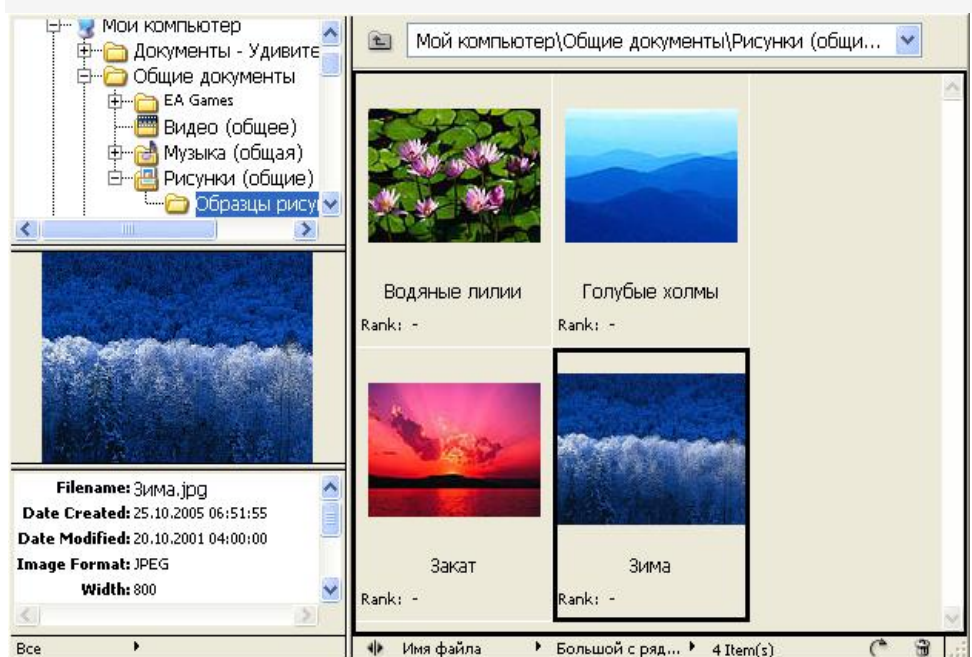 Мой компьютер
Документы - Удивите
Общие документы
EA Games
Видео (общее)
Музыка (общая)
Рисунки (общие)
Образцы рису
Filename: Зима.jpg
Date Created: 25.10.2005 06:51:55
Date Modified: 20.10.2001 04:00:00
Image Format: JPEG
Width: 800
Все
Мой компьютер\Общие документы\Рисунки (общи...
Водяные лилии
Rank: -
Голубые холмы
Rank: -
Закат
Rank: -
Зима
Rank: -
Имя файла
Большой с ряд...
4 Item(s)